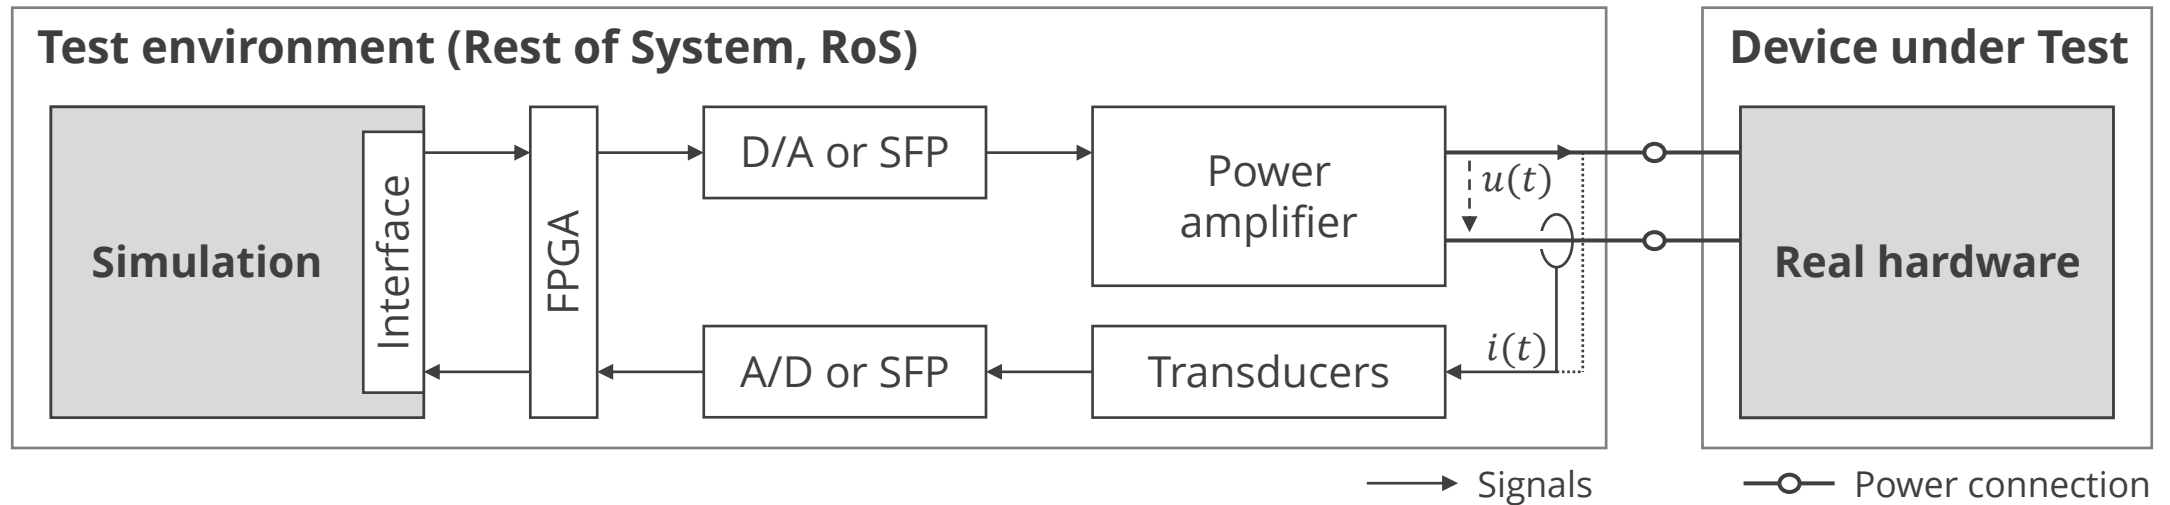 Test environment (Rest of System, RoS)
Device under Test
Simulation
Interface
FPGA
D/A or SFP
Power
amplifier
u(t)
Real hardware
A/D or SFP
Transducers
i(t)
Signals
Power connection